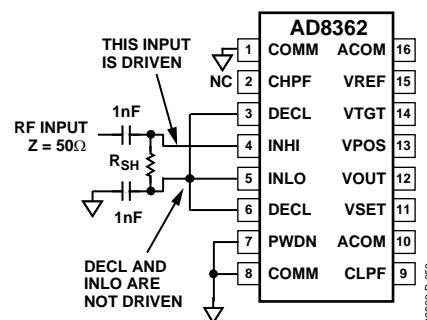 AD8362
THIS INPUT
IS DRIVEN
1 COMM ACOM 16
NC 2 CHPF VREF 15
1nF
3 DECL VTGT 14
RF INPUT
Z = 50Ω
4 INHI VPOS 13
RSH
5 INLO VOUT 12
1nF
6 DECL VSET 11
7 PWDN ACOM 10
DECL AND
INLO ARE
NOT DRIVEN
8 COMM CLPF 9